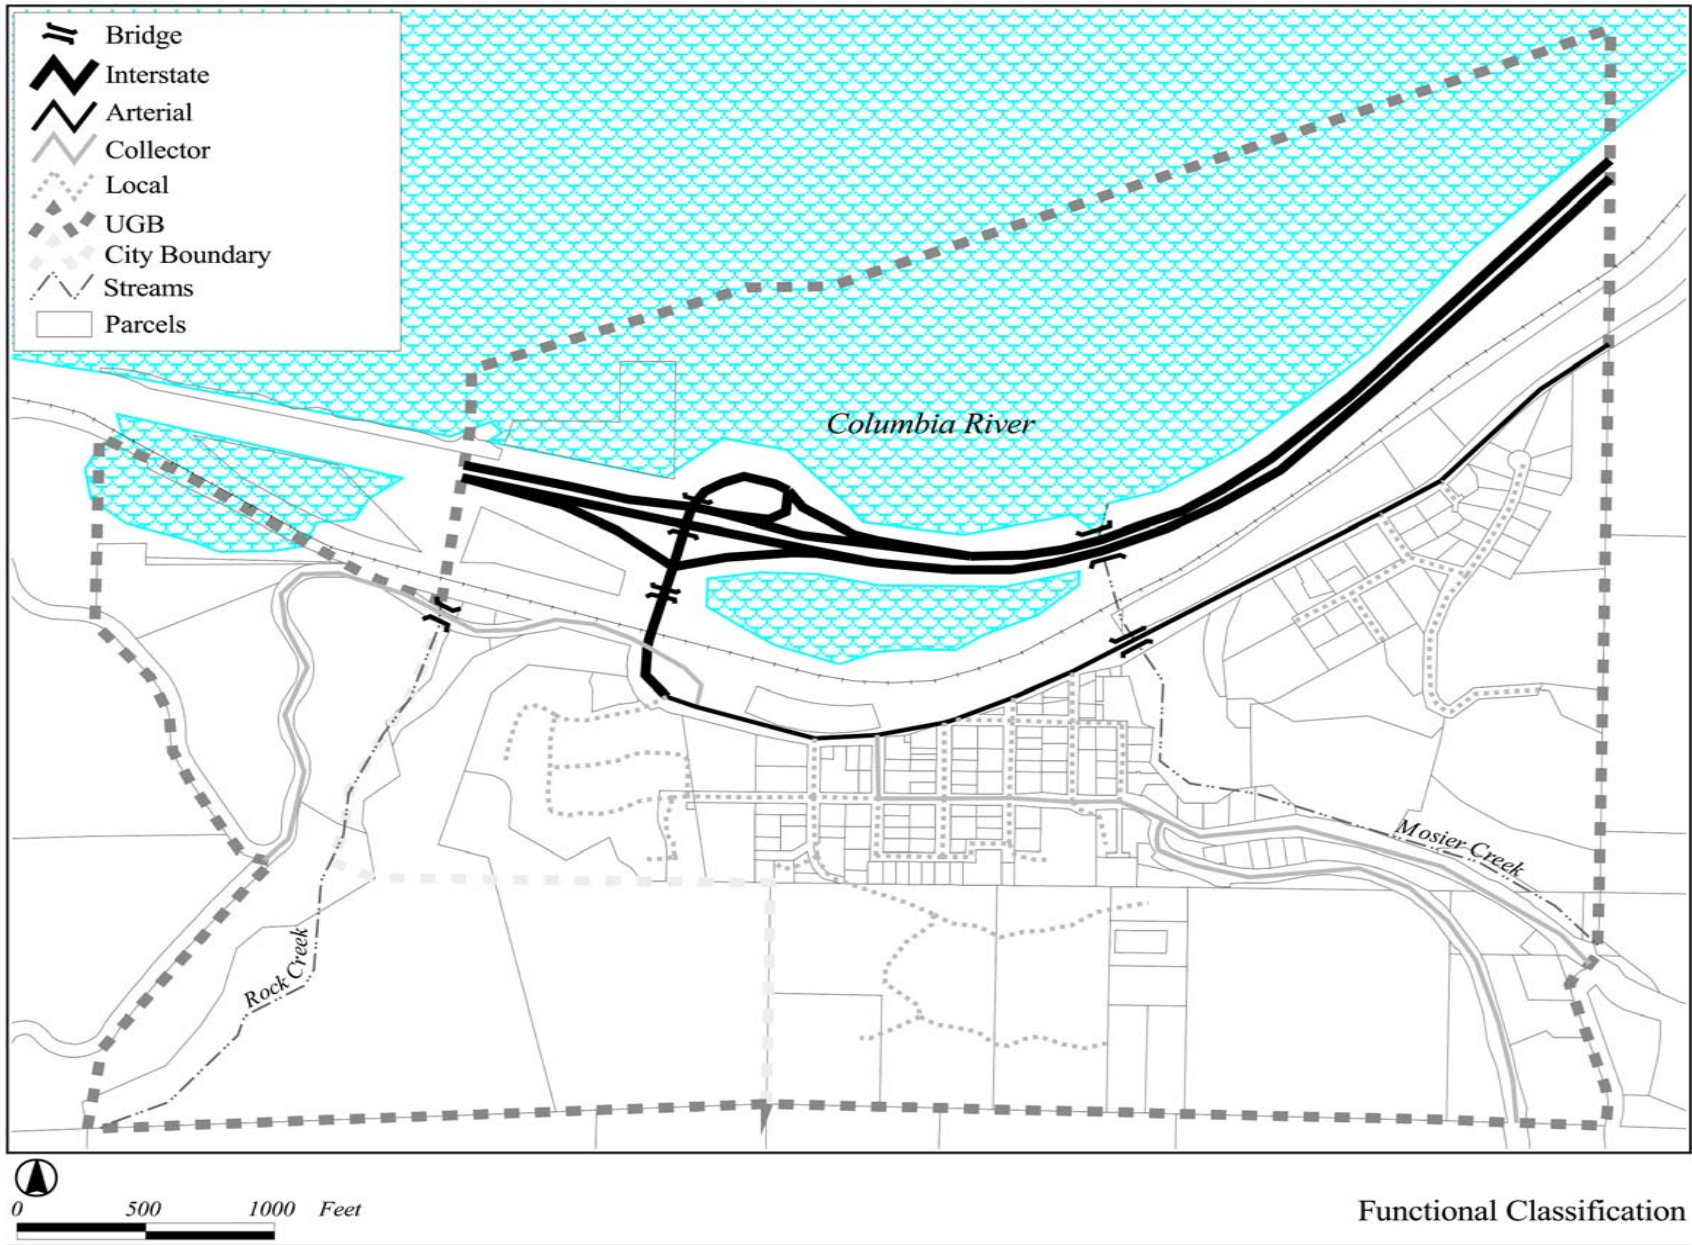 Bridge
Interstate
Arterial
Collector
Local
UGB
City Boundary
Streams
Parcels
Columbia River
Mosier Creek
Rock Creek
0 500 1000 Feet
Functional Classification